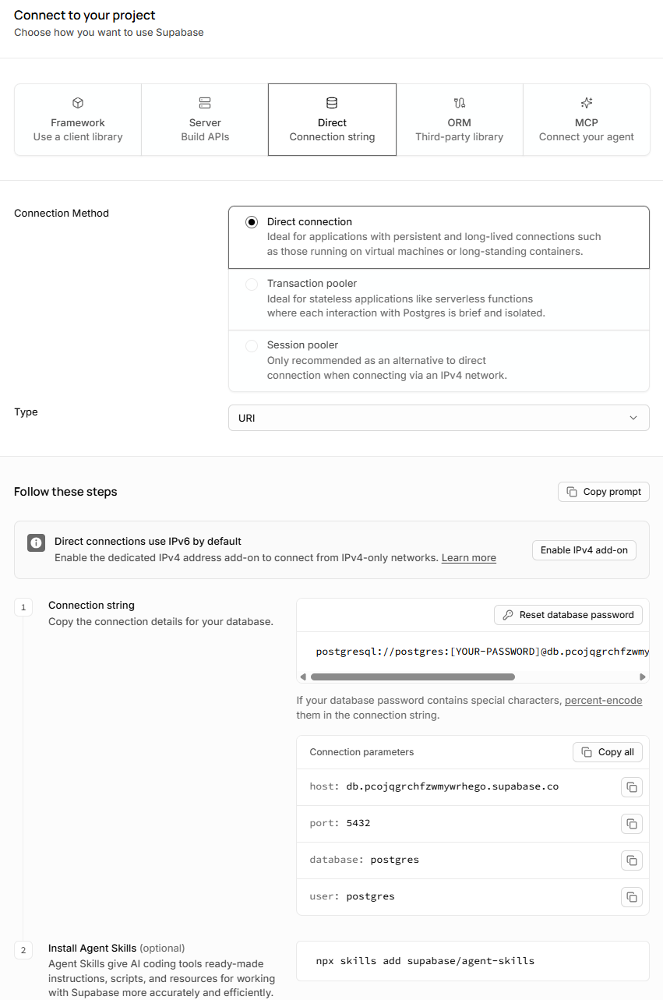 Connect to your project
Choose how you want to use Supabase
Framework
Use a client library
Server
Build APIs
Direct
Connection string
ORM
Third-party library
MCP
Connect your agent
Connection Method
Direct connection
Ideal for applications with persistent and long-lived connections such
as those running on virtual machines or long-standing containers.
Transaction pooler
Ideal for stateless applications like serverless functions
where each interaction with Postgres is brief and isolated.
Session pooler
Only recommended as an alternative to direct
connection when connecting via an IPv4 network.
Type
URI
Follow these steps
Copy prompt
Direct connections use IPv6 by default
Enable the dedicated IPv4 address add-on to connect from IPv4-only networks. Learn more
Enable IPv4 add-on
1
Connection string
Copy the connection details for your database.
Reset database password
postgresql://postgres:[YOUR-PASSWORD]@db.pcojqgrchfzwmy
If your database password contains special characters, percent-encode
them in the connection string.
Connection parameters
Copy all
host: db.pcojqgrchfzwmywrhego.supabase.co
port: 5432
database: postgres
user: postgres
2
Install Agent Skills (optional)
Agent Skills give AI coding tools ready-made
instructions, scripts, and resources for working
with Supabase more accurately and efficiently.
npx skills add supabase/agent-skills